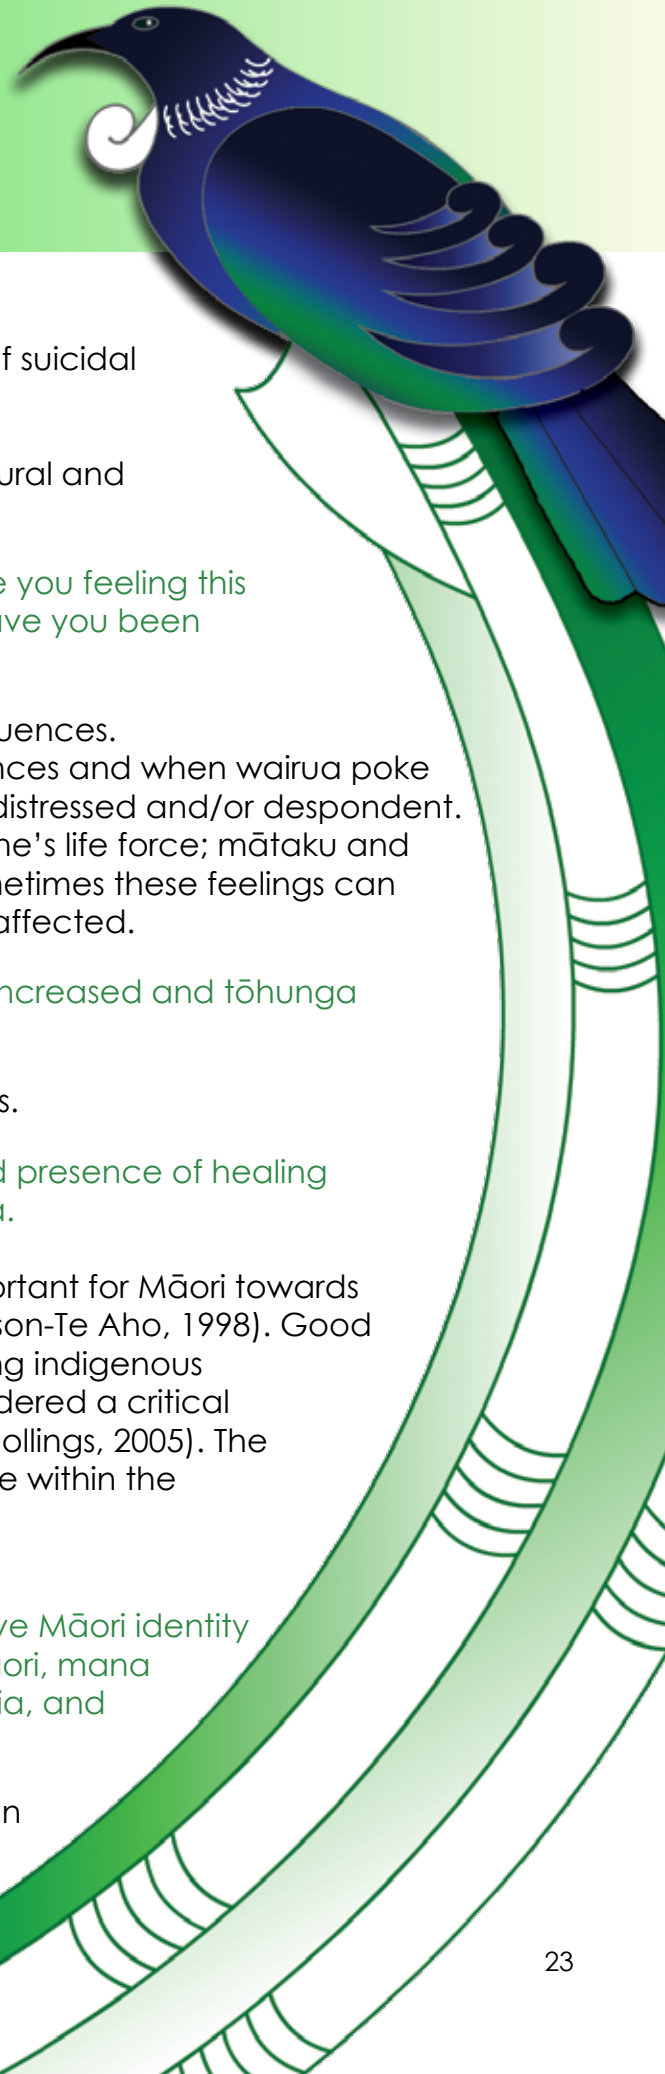 f suicidal
ural and
e you feeling this
ave you been
uences.
nces and when wairua poke
distressed and/or despondent.
ne's life force; mātaku and
netimes these feelings can
affected.
ncreased and tōhunga
s.
d presence of healing
a.
ortant for Māori towards
son-Te Aho, 1998). Good
ng indigenous
dered a critical
ollings, 2005). The
e within the
ve Māori identity
aori, mana
ia, and
n
23